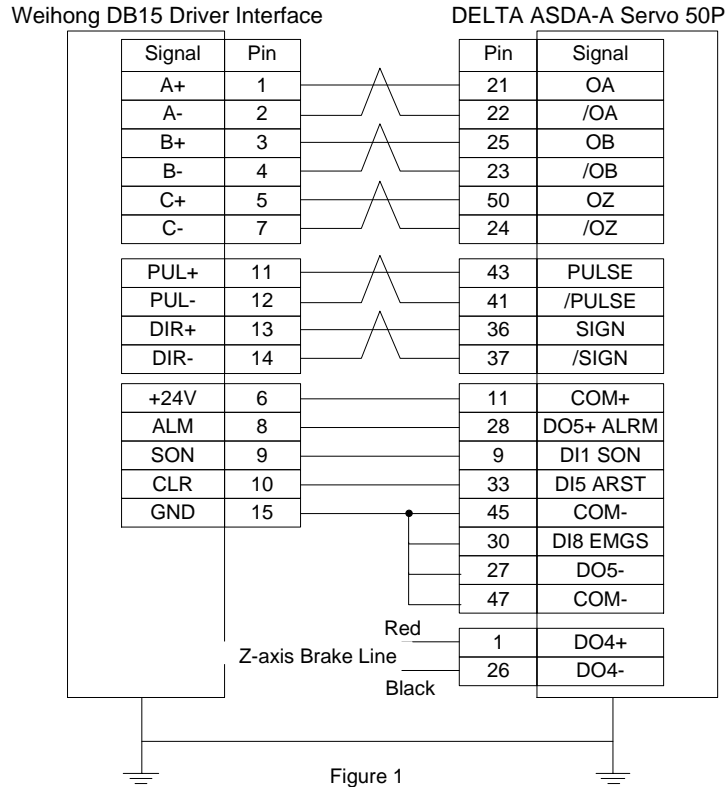 Weihong DB15 Driver Interface DELTA ASDA-A Servo 50P
Signal Pin Pin Signal
A+ 1 21 OA
A- 2 22 /OA
B+ 3 25 OB
B- 4 23 /OB
C+ 5 50 OZ
C- 7 24 /OZ
PUL+ 11 43 PULSE
PUL- 12 41 /PULSE
DIR+ 13 36 SIGN
DIR- 14 37 /SIGN
+24V 6 11 COM+
ALM 8 28 DO5+ ALRM
SON 9 9 DI1 SON
CLR 10 33 DI5 ARST
GND 15 45 COM-
30 DI8 EMGS
27 DO5-
47 COM-
Red 1 DO4+
Z-axis Brake Line
26 DO4-
Black
Figure 1